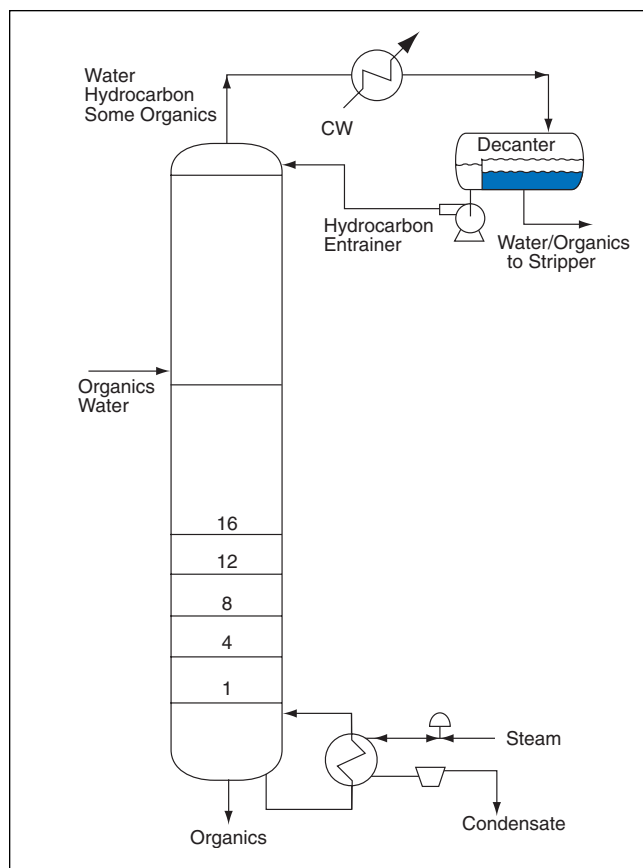 Water
Hydrocarbon
Some Organics
CW
Decanter
Hydrocarbon
Entrainer
Water/Organics
to Stripper
Organics
Water
16
12
8
4
1
Steam
Organics
Condensate